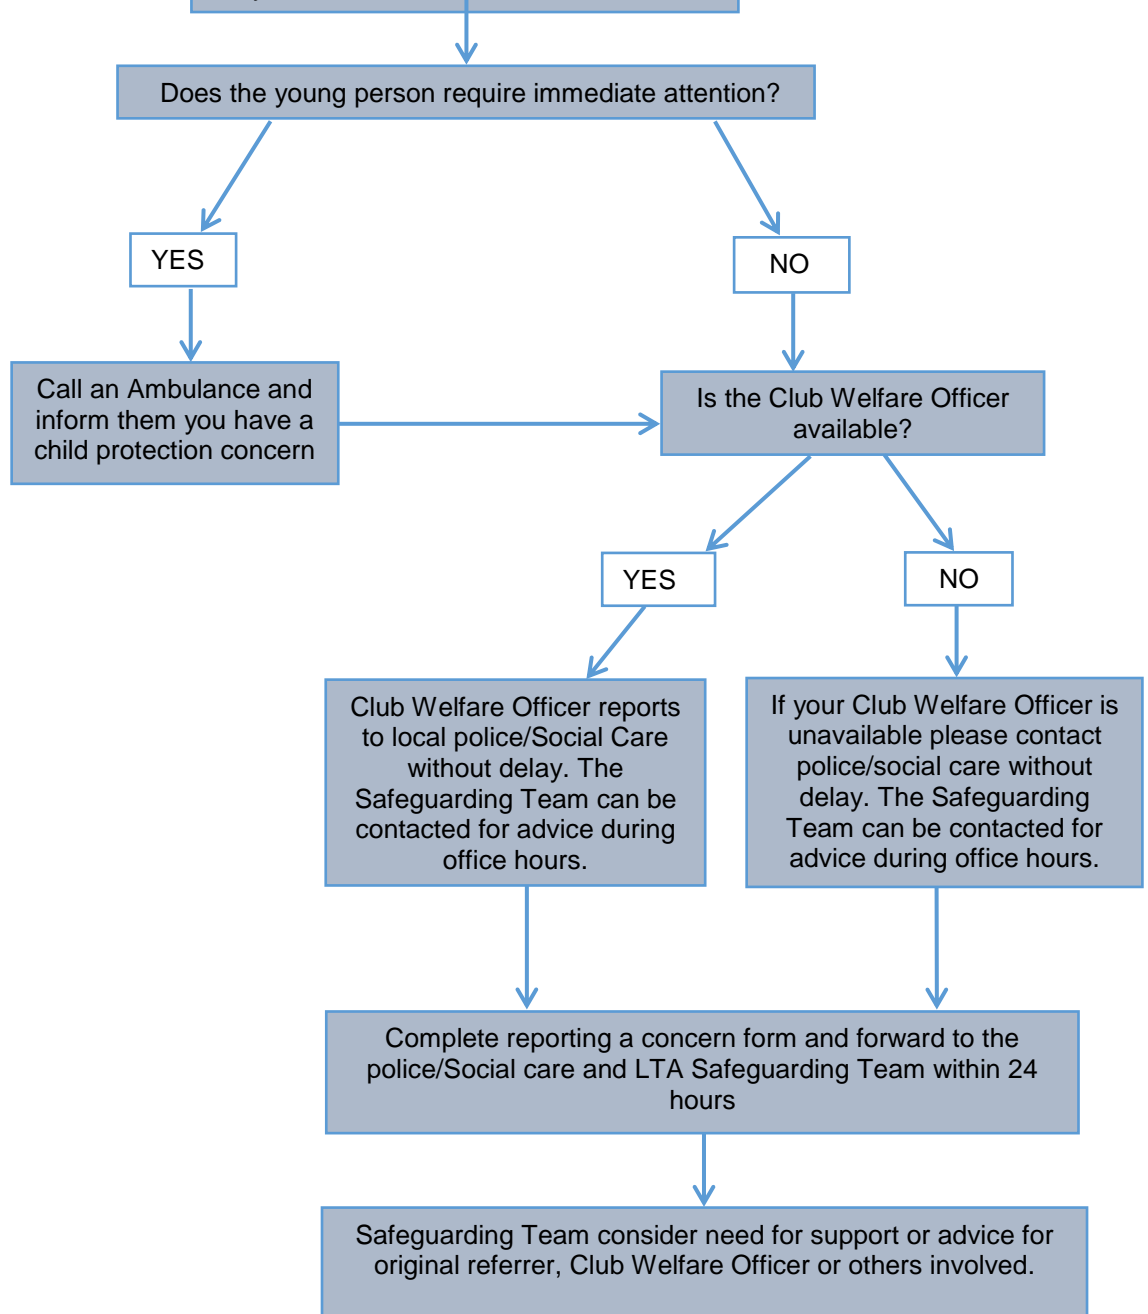 Does the young person require immediate attention?
YES
NO
Call an Ambulance and
inform them you have a
child protection concern
Is the Club Welfare Officer
available?
YES
NO
Club Welfare Officer reports
to local police/Social Care
without delay. The
Safeguarding Team can be
contacted for advice during
office hours.
If your Club Welfare Officer is
unavailable please contact
police/social care without
delay. The Safeguarding
Team can be contacted for
advice during office hours.
Complete reporting a concern form and forward to the
police/Social care and LTA Safeguarding Team within 24
hours
Safeguarding Team consider need for support or advice for
original referrer, Club Welfare Officer or others involved.